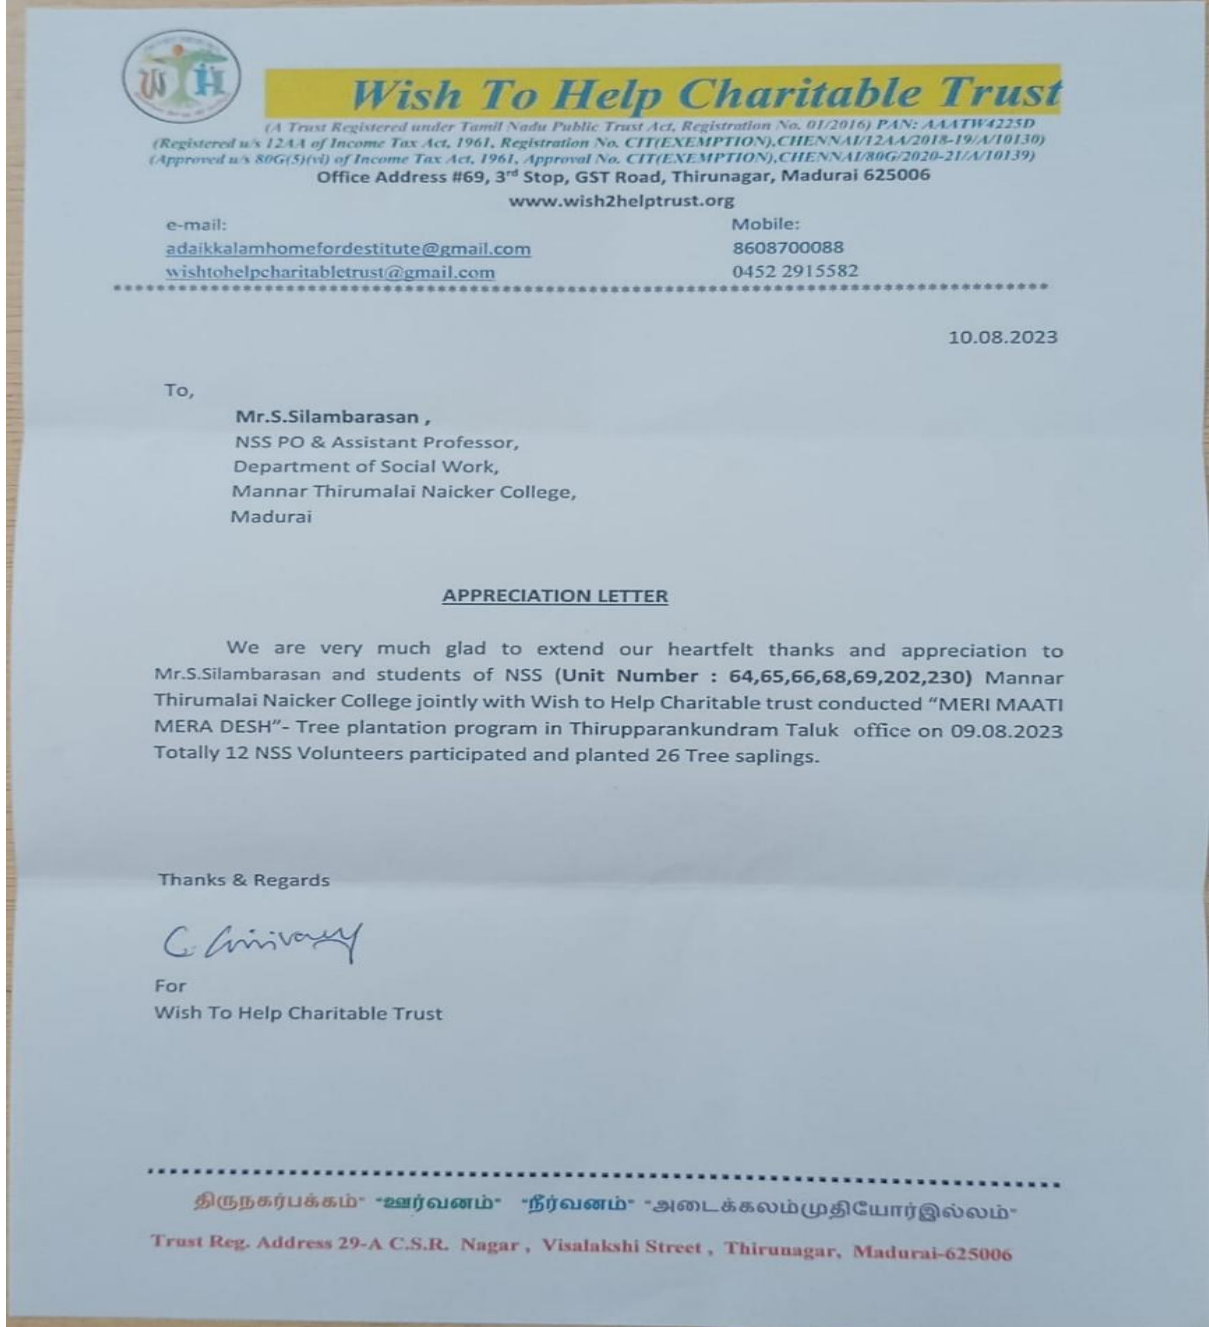 WTH
Wish To Help Charitable Trust
(A Trust Registered under Tamil Nadu Public Trust Act, Registration No. 01/2016) PAN: AAATW4225D
(Registered u/s 12AA of Income Tax Act, 1961, Registration No. CIT(EXEMPTION),CHENNAI/12AA/2018-19/A/10130)
(Approved u/s 80G(5)(vi) of Income Tax Act, 1961, Approval No. CIT(EXEMPTION),CHENNAI/80G/2020-21/A/10139)
Office Address #69, 3rd Stop, GST Road, Thirunagar, Madurai 625006
www.wish2helptrust.org
e-mail: Mobile:
adaikkalamhomefordestitute@gmail.com 8608700088
wishtohelpcharitabletrust@gmail.com 0452 2915582
10.08.2023
To,
Mr.S.Silambarasan ,
NSS PO & Assistant Professor,
Department of Social Work,
Mannar Thirumalai Naicker College,
Madurai
APPRECIATION LETTER
We are very much glad to extend our heartfelt thanks and appreciation to
Mr.S.Silambarasan and students of NSS (Unit Number : 64,65,66,68,69,202,230) Mannar
Thirumalai Naicker College jointly with Wish to Help Charitable trust conducted “MERI MAATI
MERA DESH”- Tree plantation program in Thirupparankundram Taluk office on 09.08.2023
Totally 12 NSS Volunteers participated and planted 26 Tree saplings.
Thanks & Regards
For
Wish To Help Charitable Trust
திருநகர்பக்கம்" "ஊர்வனம்" "நீர்வனம்" "அடைக்கலம்முதியோர்இல்லம்"
Trust Reg. Address 29-A C.S.R. Nagar , Visalakshi Street , Thirunagar, Madurai-625006